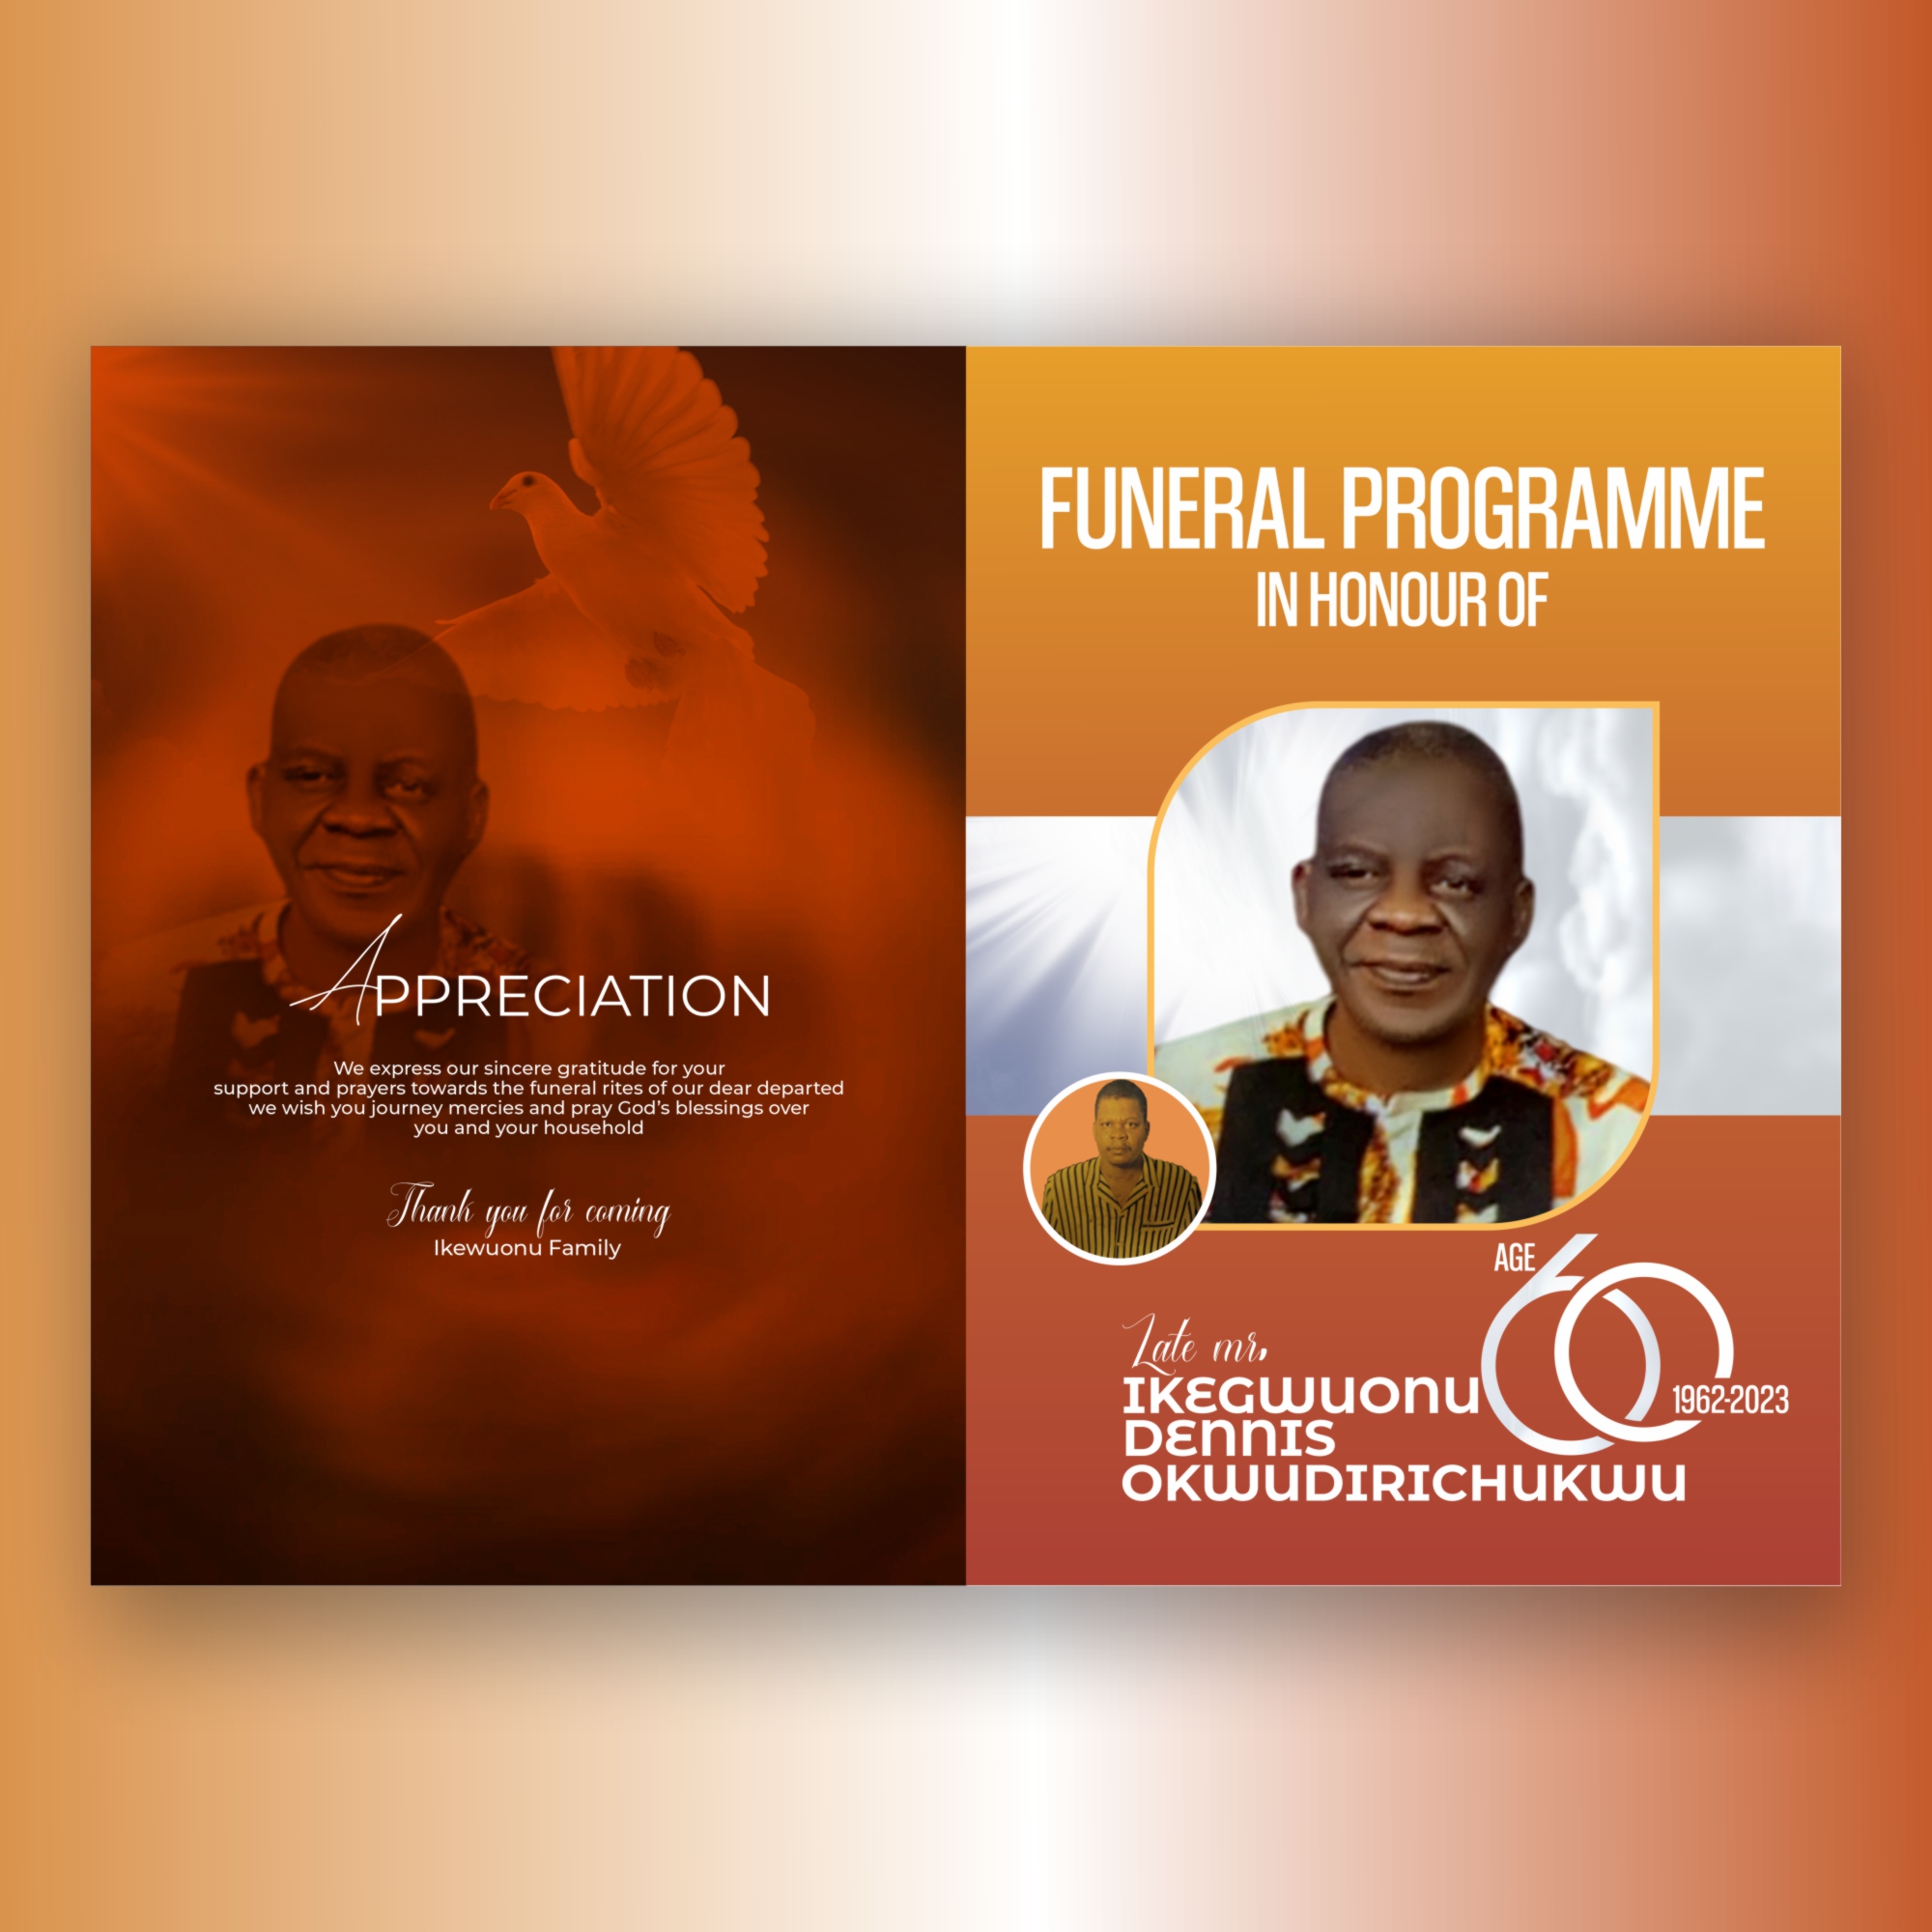 APPRECIATION
We express our sincere gratitude for your
support and prayers towards the funeral rites of our dear departed
we wish you journey mercies and pray God's blessings over
you and your household
Thank you for coming
Ikewuonu Family
FUNERAL PROGRAMME
IN HONOUR OF
AGE 60
1962-2023
Late mr,
IKEGWUONU
DENNIS
OKWUDIRICHUKWU